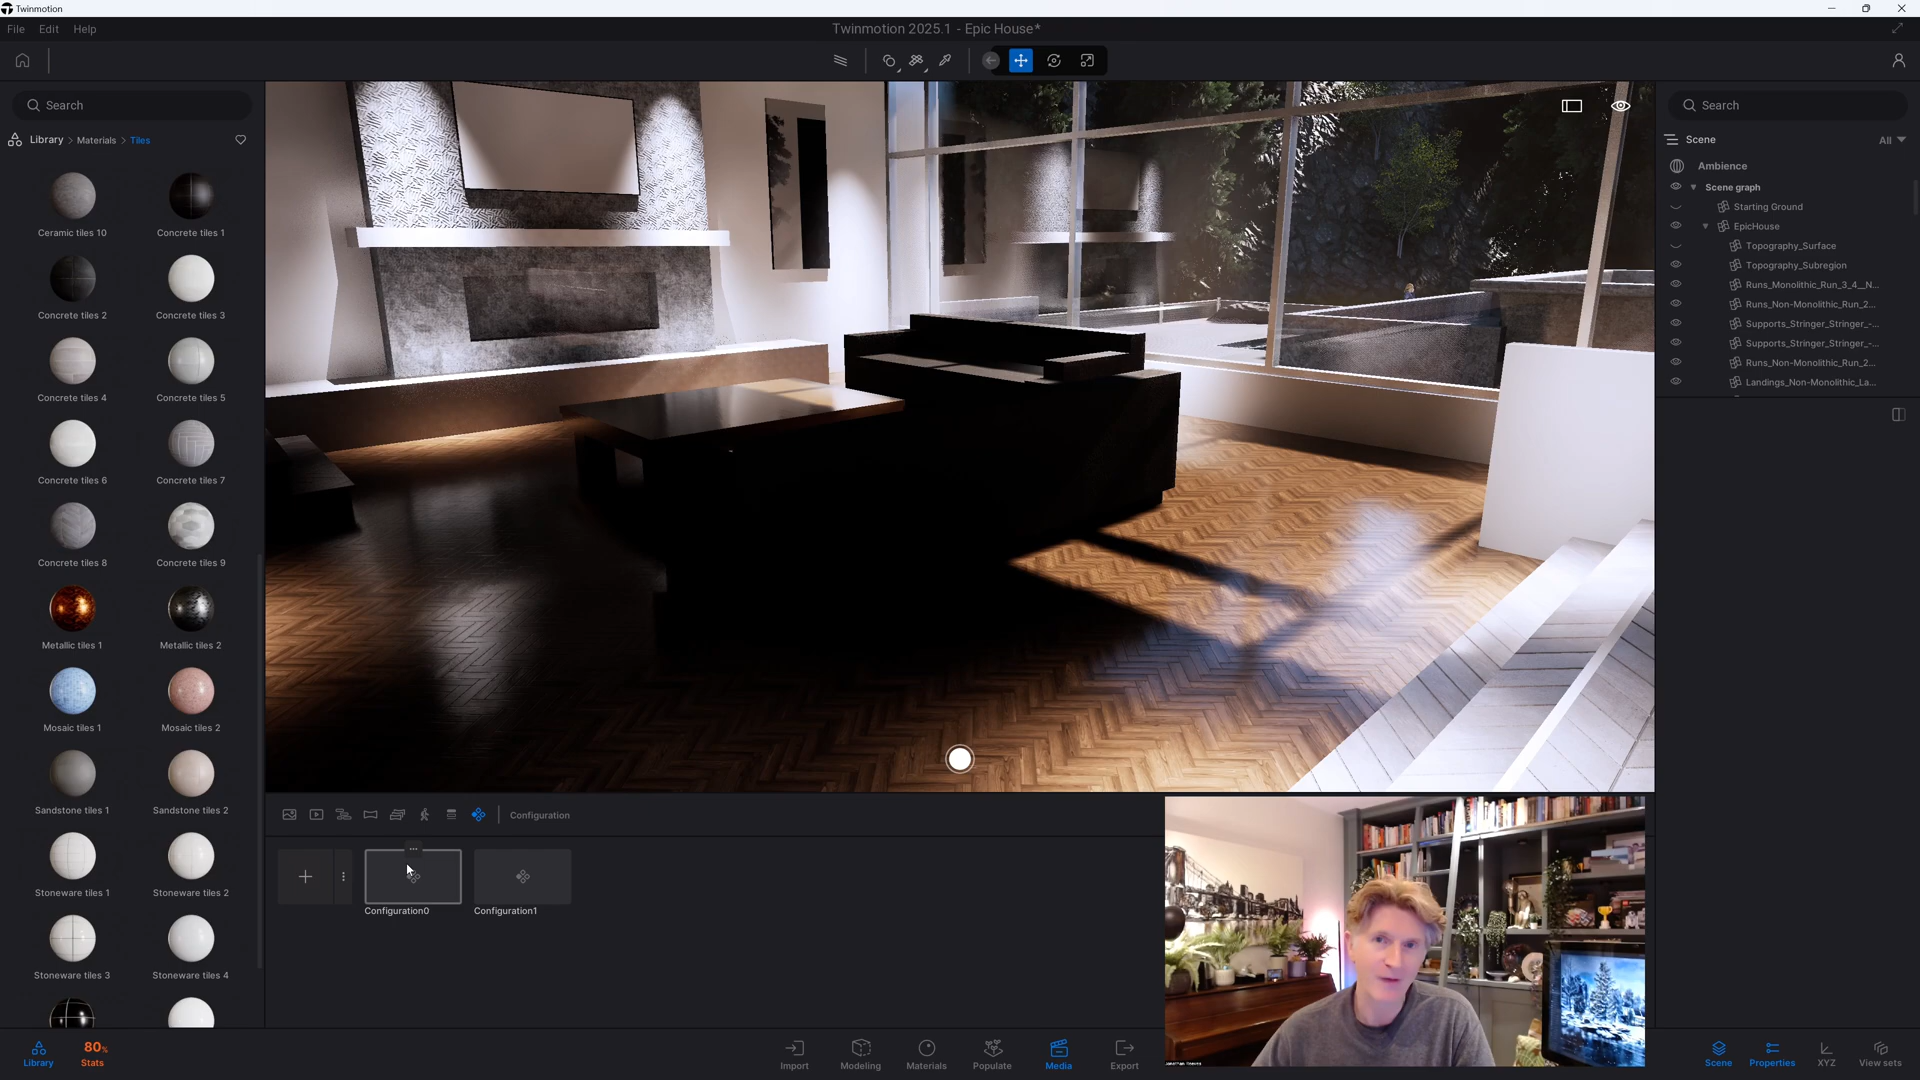 Twinmotion
File Edit Help
Twinmotion 2025.1 - Epic House*
Search
Library > Materials > Tiles
Ceramic tiles 10
Concrete tiles 1
Concrete tiles 2
Concrete tiles 3
Concrete tiles 4
Concrete tiles 5
Concrete tiles 6
Concrete tiles 7
Concrete tiles 8
Concrete tiles 9
Metallic tiles 1
Metallic tiles 2
Mosaic tiles 1
Mosaic tiles 2
Sandstone tiles 1
Sandstone tiles 2
Stoneware tiles 1
Stoneware tiles 2
Stoneware tiles 3
Stoneware tiles 4
Search
Scene
All
Ambience
Scene graph
Starting Ground
EpicHouse
Topography_Surface
Topography_Subregion
Runs_Monolithic_Run_3_4__N...
Runs_Non-Monolithic_Run_2...
Supports_Stringer_Stringer_-...
Supports_Stringer_Stringer_-...
Runs_Non-Monolithic_Run_2...
Landings_Non-Monolithic_La...
Configuration
Configuration0
Configuration1
Library
80%
Stats
Import
Modeling
Materials
Populate
Media
Export
Scene
Properties
XYZ
View sets